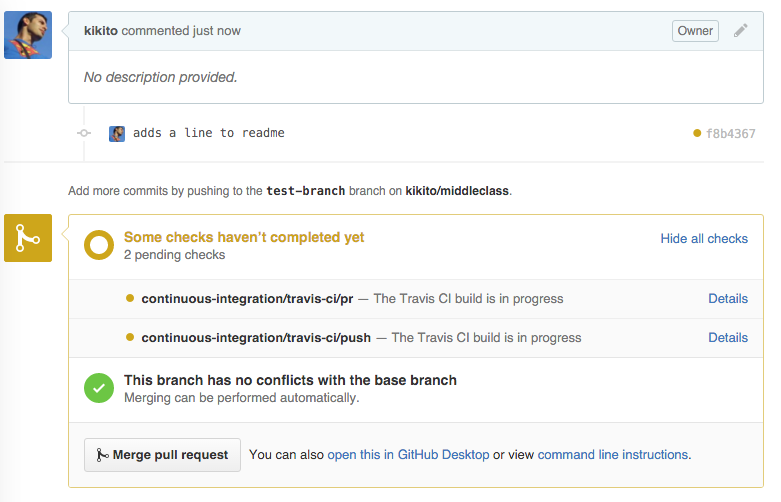 kikito commented just now
Owner
No description provided.
adds a line to readme
f8b4367
Add more commits by pushing to the test-branch branch on kikito/middleclass.
Some checks haven’t completed yet
Hide all checks
2 pending checks
continuous-integration/travis-ci/pr — The Travis CI build is in progress
Details
continuous-integration/travis-ci/push — The Travis CI build is in progress
Details
This branch has no conflicts with the base branch
Merging can be performed automatically.
Merge pull request
You can also open this in GitHub Desktop or view command line instructions.